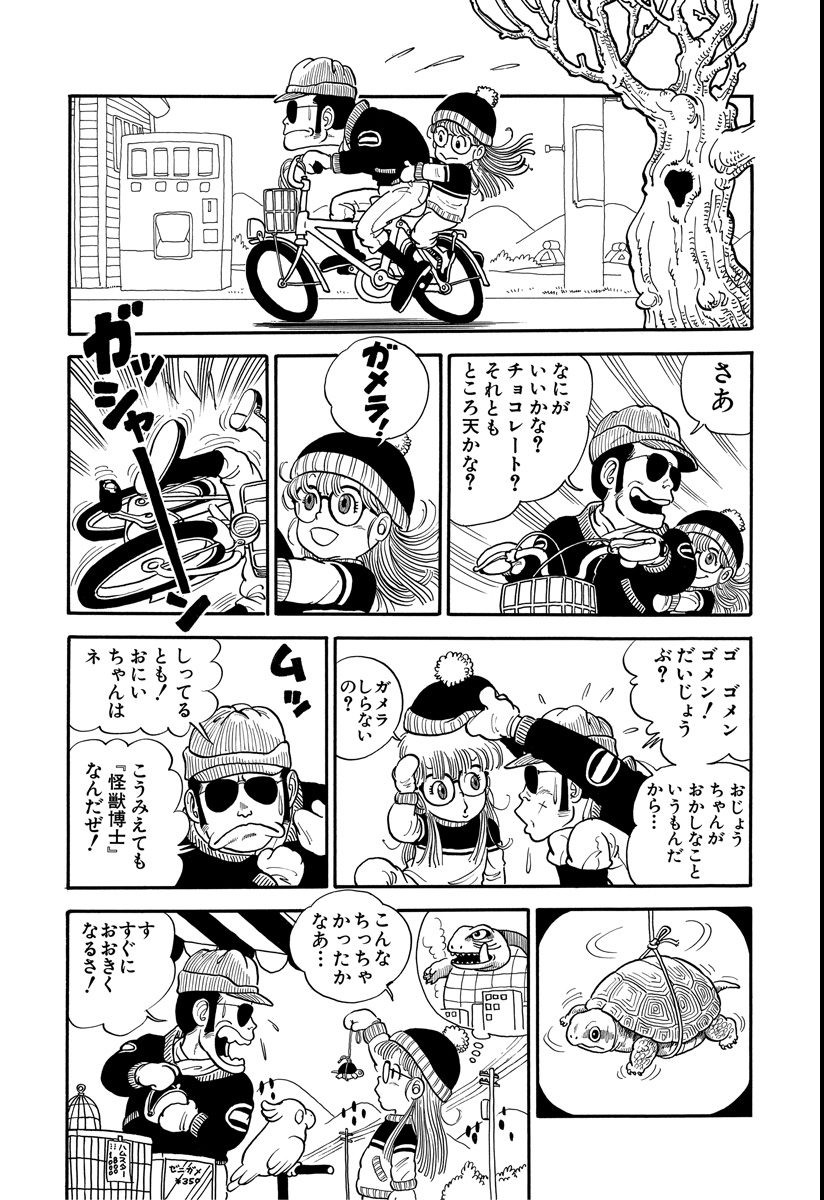 さあ
なにが
いいかな?
チョコレート?
それとも
ところ天かな?
ガメラ!
ガッシャーン
ゴ ゴメン
ゴメン!
だいじょう
ぶ?
おじょう
ちゃんが
おかしなこと
いうもんだ
から…
ガメラ
しらない
の?
ムッ
しってる
とも!
おにい
ちゃんは
ネ
こうみえても
『怪獣博士』
なんだぜ!
こんな
ちっちゃ
かったか
なあ…
す
すぐに
おおきく
なるさ!
ハムスター
ゼニガメ
¥350